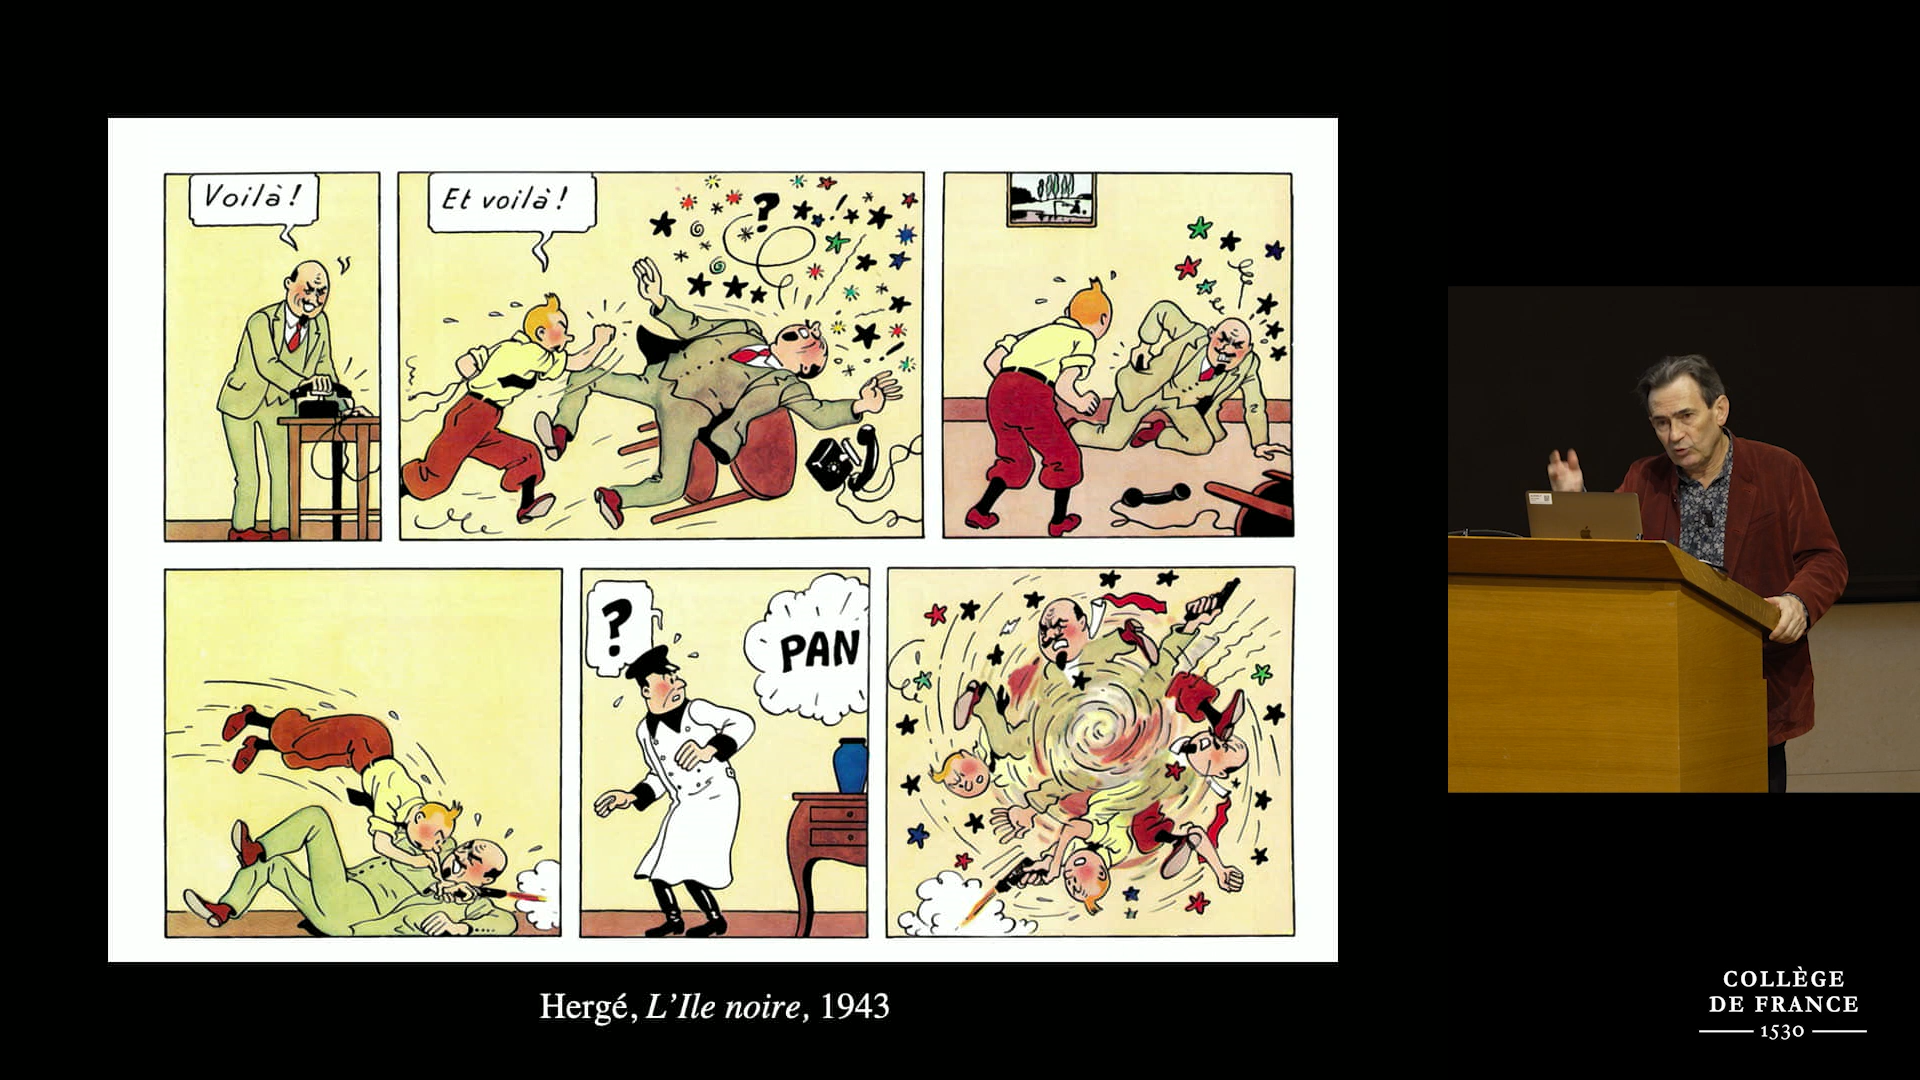 Voilà !
Et voilà !
?
!
?
PAN
Hergé, L’Ile noire, 1943
COLLÈGE
DE FRANCE
1530